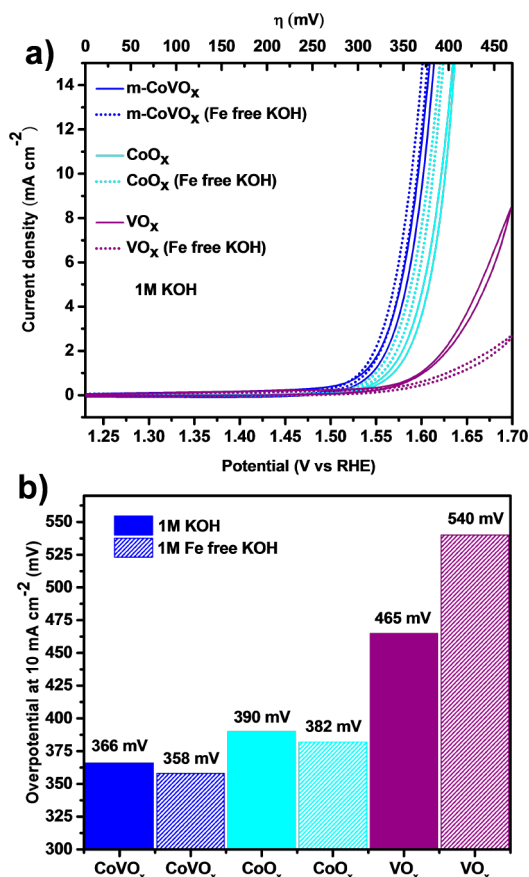 a)
η (mV)
0 50 100 150 200 250 300 350 400 450
Current density (mA cm⁻²)
14
12
10
8
6
4
2
0
m-CoVOₓ
m-CoVOₓ (Fe free KOH)
CoOₓ
CoOₓ (Fe free KOH)
VOₓ
VOₓ (Fe free KOH)
1M KOH
1.30 1.35 1.40 1.45 1.50 1.55 1.60 1.65 1.70
Potential (V vs RHE)
b)
Overpotential at 10 mA cm⁻² (mV)
550
525
500
475
450
425
400
375
350
325
300
1M KOH
1M Fe free KOH
366 mV
358 mV
390 mV
382 mV
465 mV
540 mV
CoVOₓ CoVOₓ CoOₓ CoOₓ VOₓ VOₓ